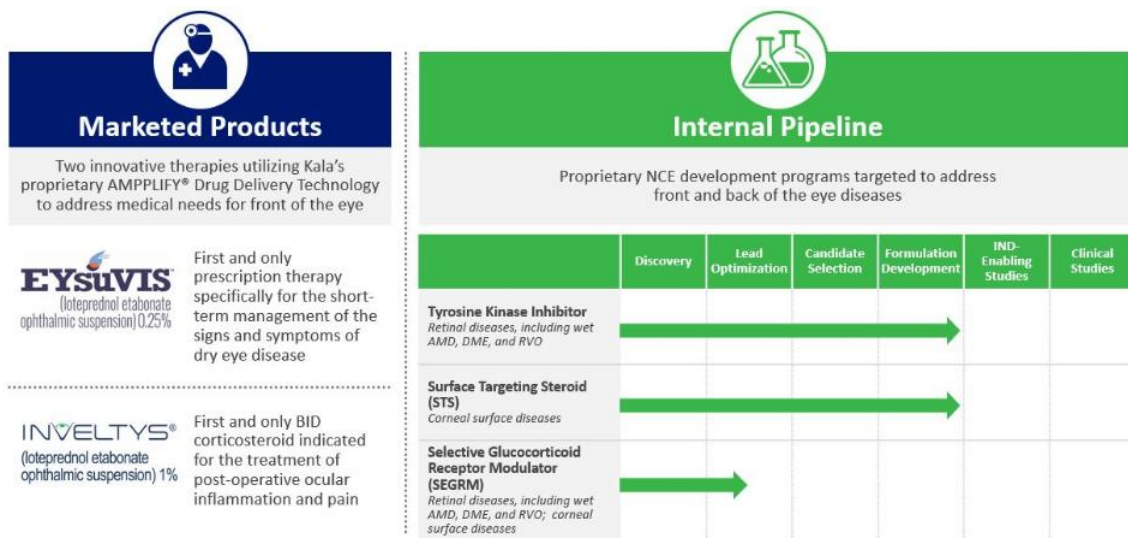 Marketed Products
Two innovative therapies utilizing Kala's
proprietary AMPPLIFY® Drug Delivery Technology
to address medical needs for front of the eye
EYSUVIS™
(loteprednol etabonate
ophthalmic suspension) 0.25%
First and only
prescription therapy
specifically for the short-
term management of the
signs and symptoms of
dry eye disease
INVELTYS®
(loteprednol etabonate
ophthalmic suspension) 1%
First and only BID
corticosteroid indicated
for the treatment of
post-operative ocular
inflammation and pain
Internal Pipeline
Proprietary NCE development programs targeted to address
front and back of the eye diseases
Discovery
Lead
Optimization
Candidate
Selection
Formulation
Development
IND-
Enabling
Studies
Clinical
Studies
Tyrosine Kinase Inhibitor
Retinal diseases, including wet
AMD, DME, and RVO
Surface Targeting Steroid
(STS)
Corneal surface diseases
Selective Glucocorticoid
Receptor Modulator
(SEGRM)
Retinal diseases, including wet
AMD, DME, and RVO; corneal
surface diseases